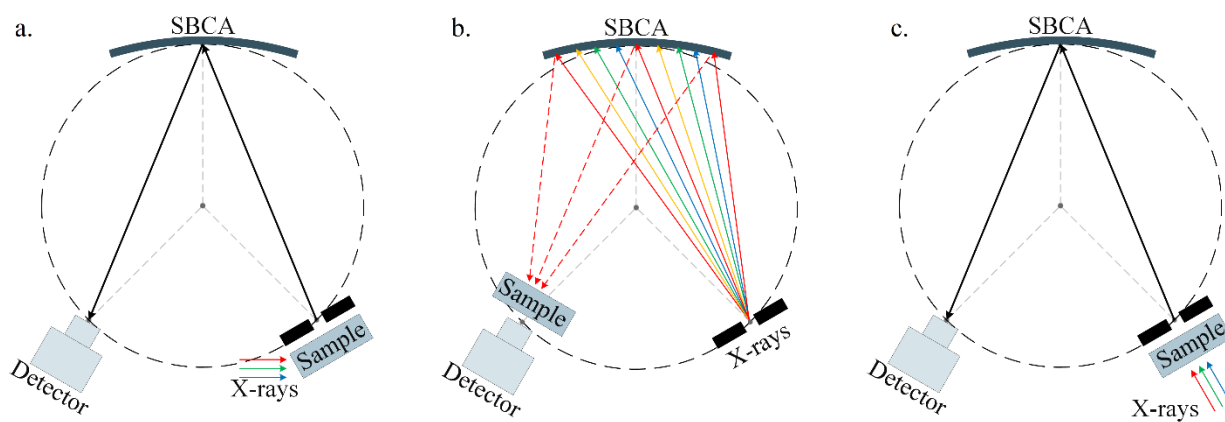 a.
SBCA
Sample
X-rays
Detector
b.
SBCA
Sample
X-rays
Detector
c.
SBCA
Sample
X-rays
Detector